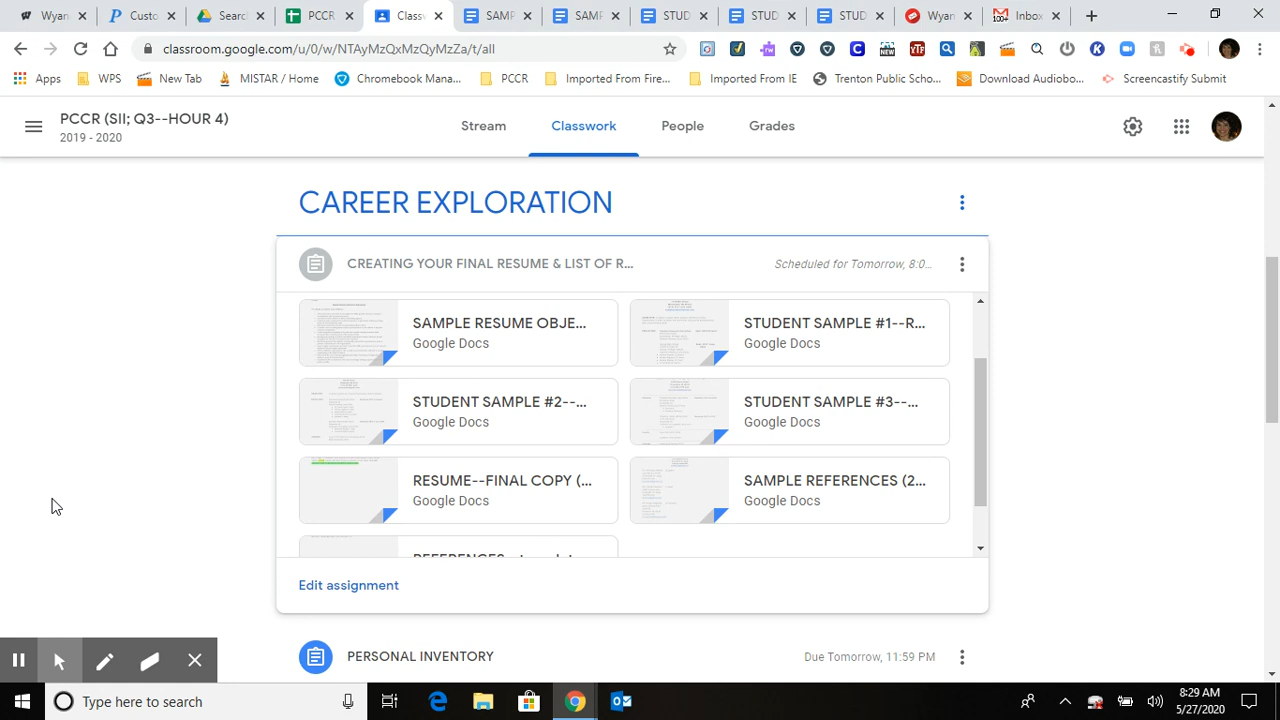 Wyan
Custo
Searc
PCCR
Classv
SAMP
SAMP
STUD
STUD
STUD
Wyan
100+
Inbox
classroom.google.com/u/0/w/NTAyMzQxMzQyMzZa/t/all
NEW
YTF
Apps
WPS
New Tab
MISTAR / Home
Chromebook Mana...
PCCR
Imported From Fire...
Imported From IE
Trenton Public Scho...
Download Audiobo...
Screencastify Submit
PCCR (SII; Q3--HOUR 4)
2019 - 2020
Stream
Classwork
People
Grades
CAREER EXPLORATION
CREATING YOUR FINAL RESUME & LIST OF R...
Scheduled for Tomorrow, 8:0...
SAMPLE RESUME OBJE...
Google Docs
STUDENT SAMPLE #1--R...
Google Docs
STUDENT SAMPLE #2--...
Google Docs
STUDENT SAMPLE #3--...
Google Docs
RESUME--FINAL COPY (...
Google Docs
SAMPLE REFERENCES (2...
Google Docs
Edit assignment
PERSONAL INVENTORY
Due Tomorrow, 11:59 PM
Type here to search
8:29 AM
5/27/2020